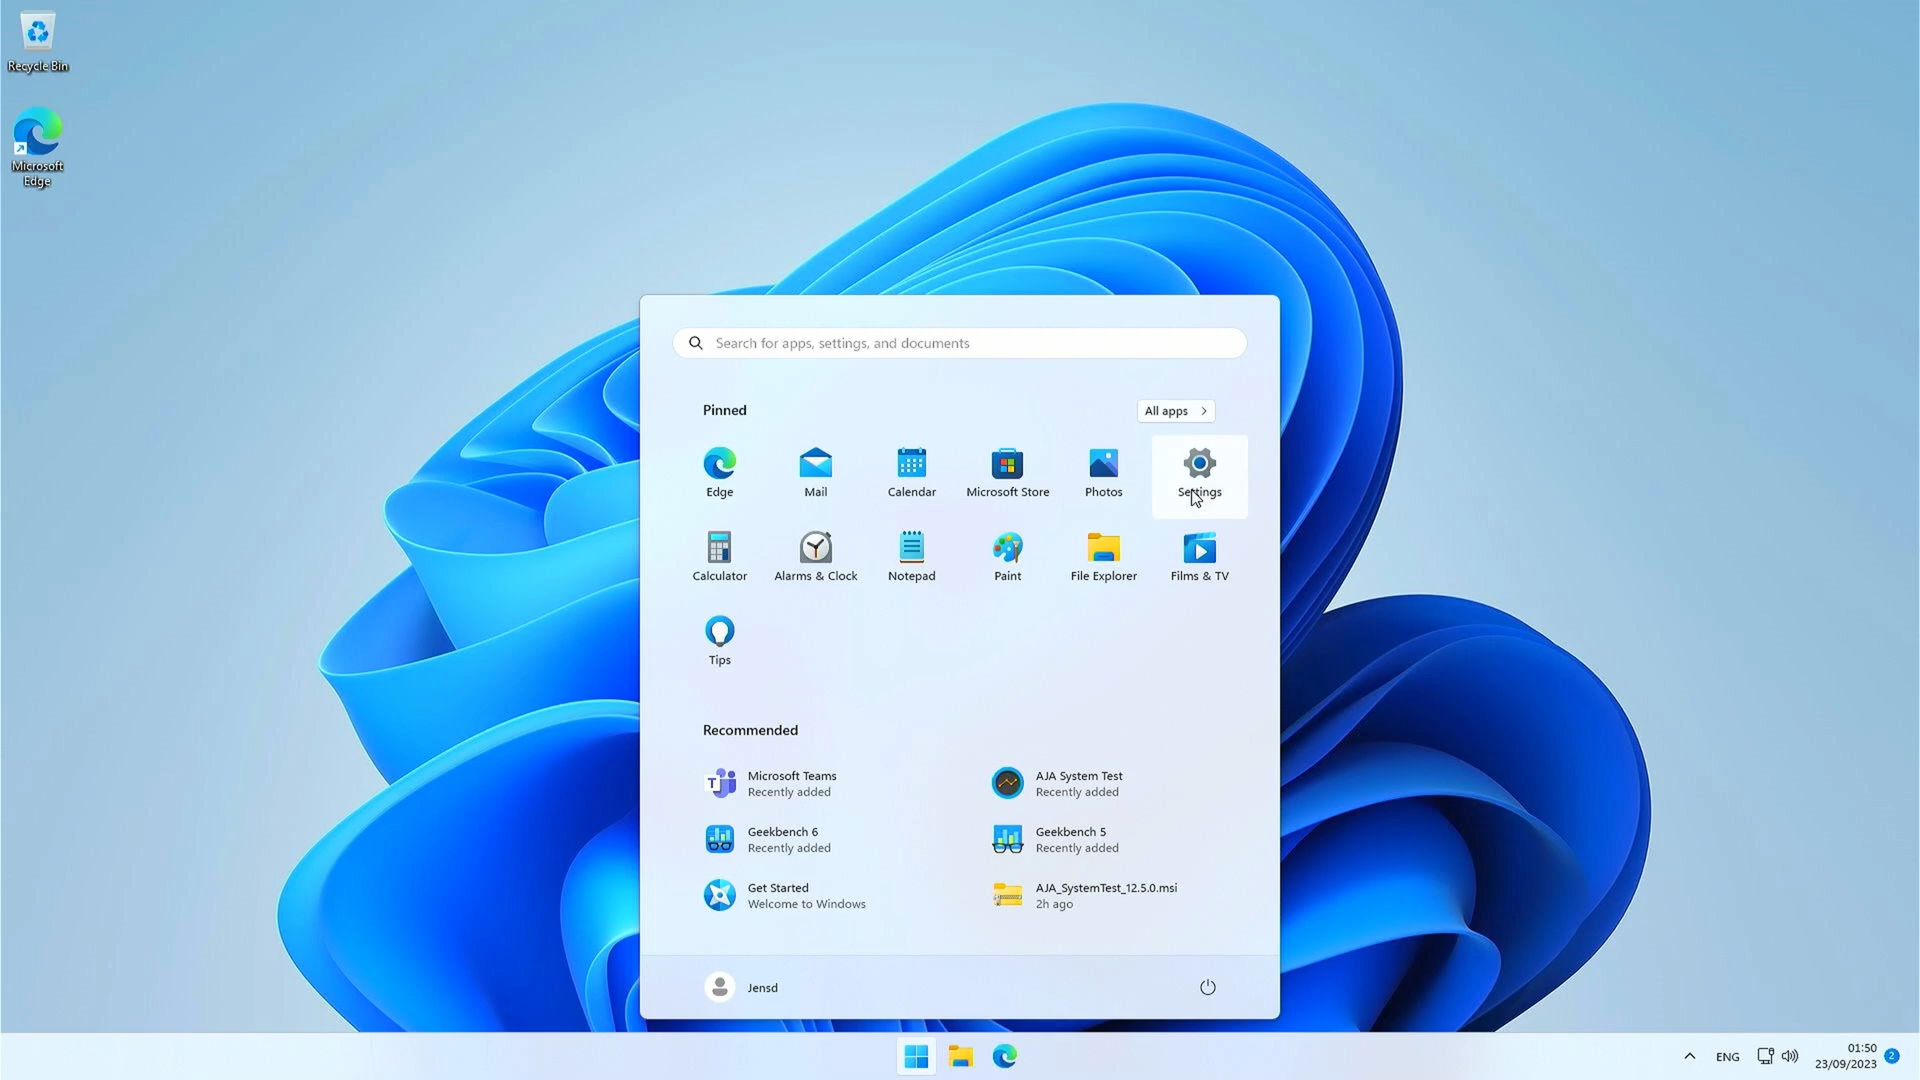 Recycle Bin
Microsoft
Edge
Search for apps, settings, and documents
Pinned
All apps
Edge
Mail
Calendar
Microsoft Store
Photos
Settings
Calculator
Alarms & Clock
Notepad
Paint
File Explorer
Films & TV
Tips
Recommended
Microsoft Teams
Recently added
AJA System Test
Recently added
Geekbench 6
Recently added
Geekbench 5
Recently added
Get Started
Welcome to Windows
AJA_SystemTest_12.5.0.msi
2h ago
Jensd
ENG
01:50
23/09/2023
2